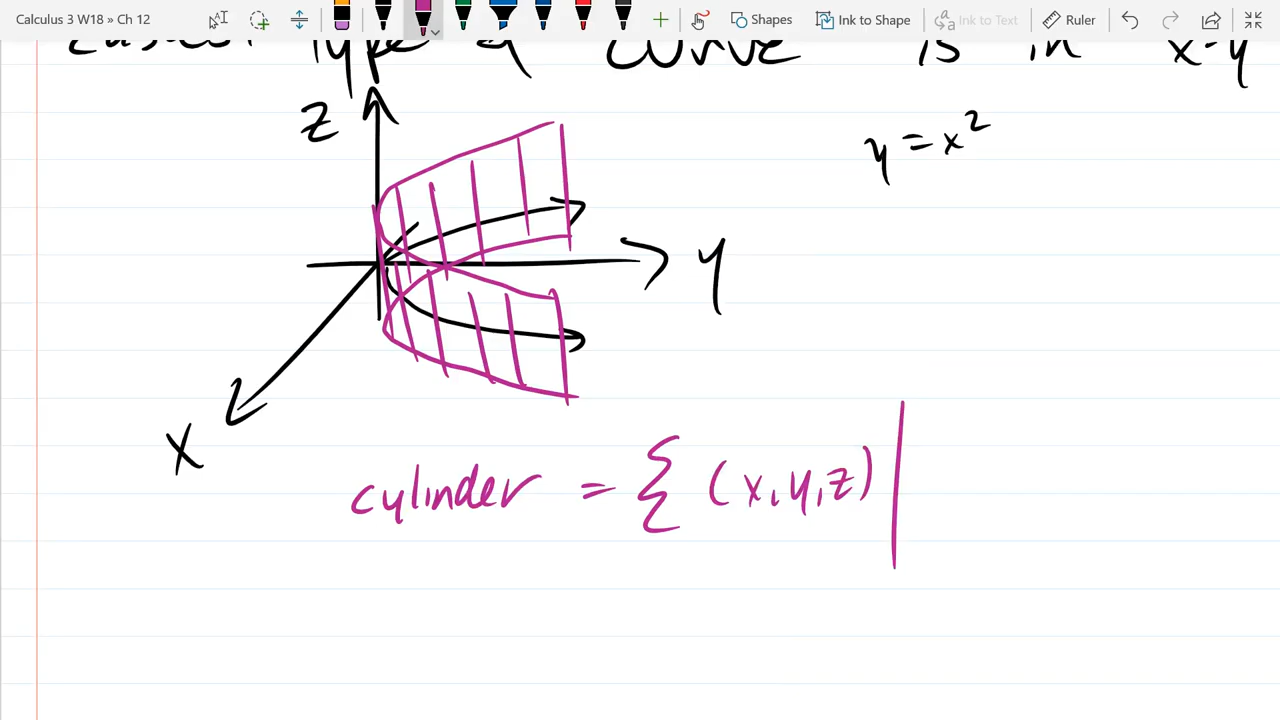 Calculus 3 W18 » Ch 12
Shapes Ink to Shape Ink to Text Ruler
Type of curve is in x-y
z
y = x²
y
x
cylinder = { (x,y,z) |